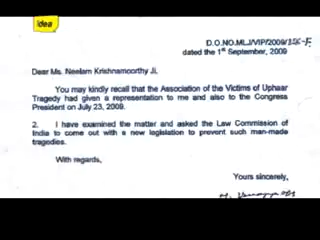 idea
D.O.NO.MLJ/VIP/2009/
dated the 1st September, 2009
Dear Ms. Neelam Krishnamoorthy Ji,
You may kindly recall that the Association of the Victims of Uphaar
Tragedy had given a representation to me and also to the Congress
President on July 23, 2009.
2. I have examined the matter and asked the Law Commission of
India to come out with a new legislation to prevent such man-made
tragedies.
With regards,
Yours sincerely,